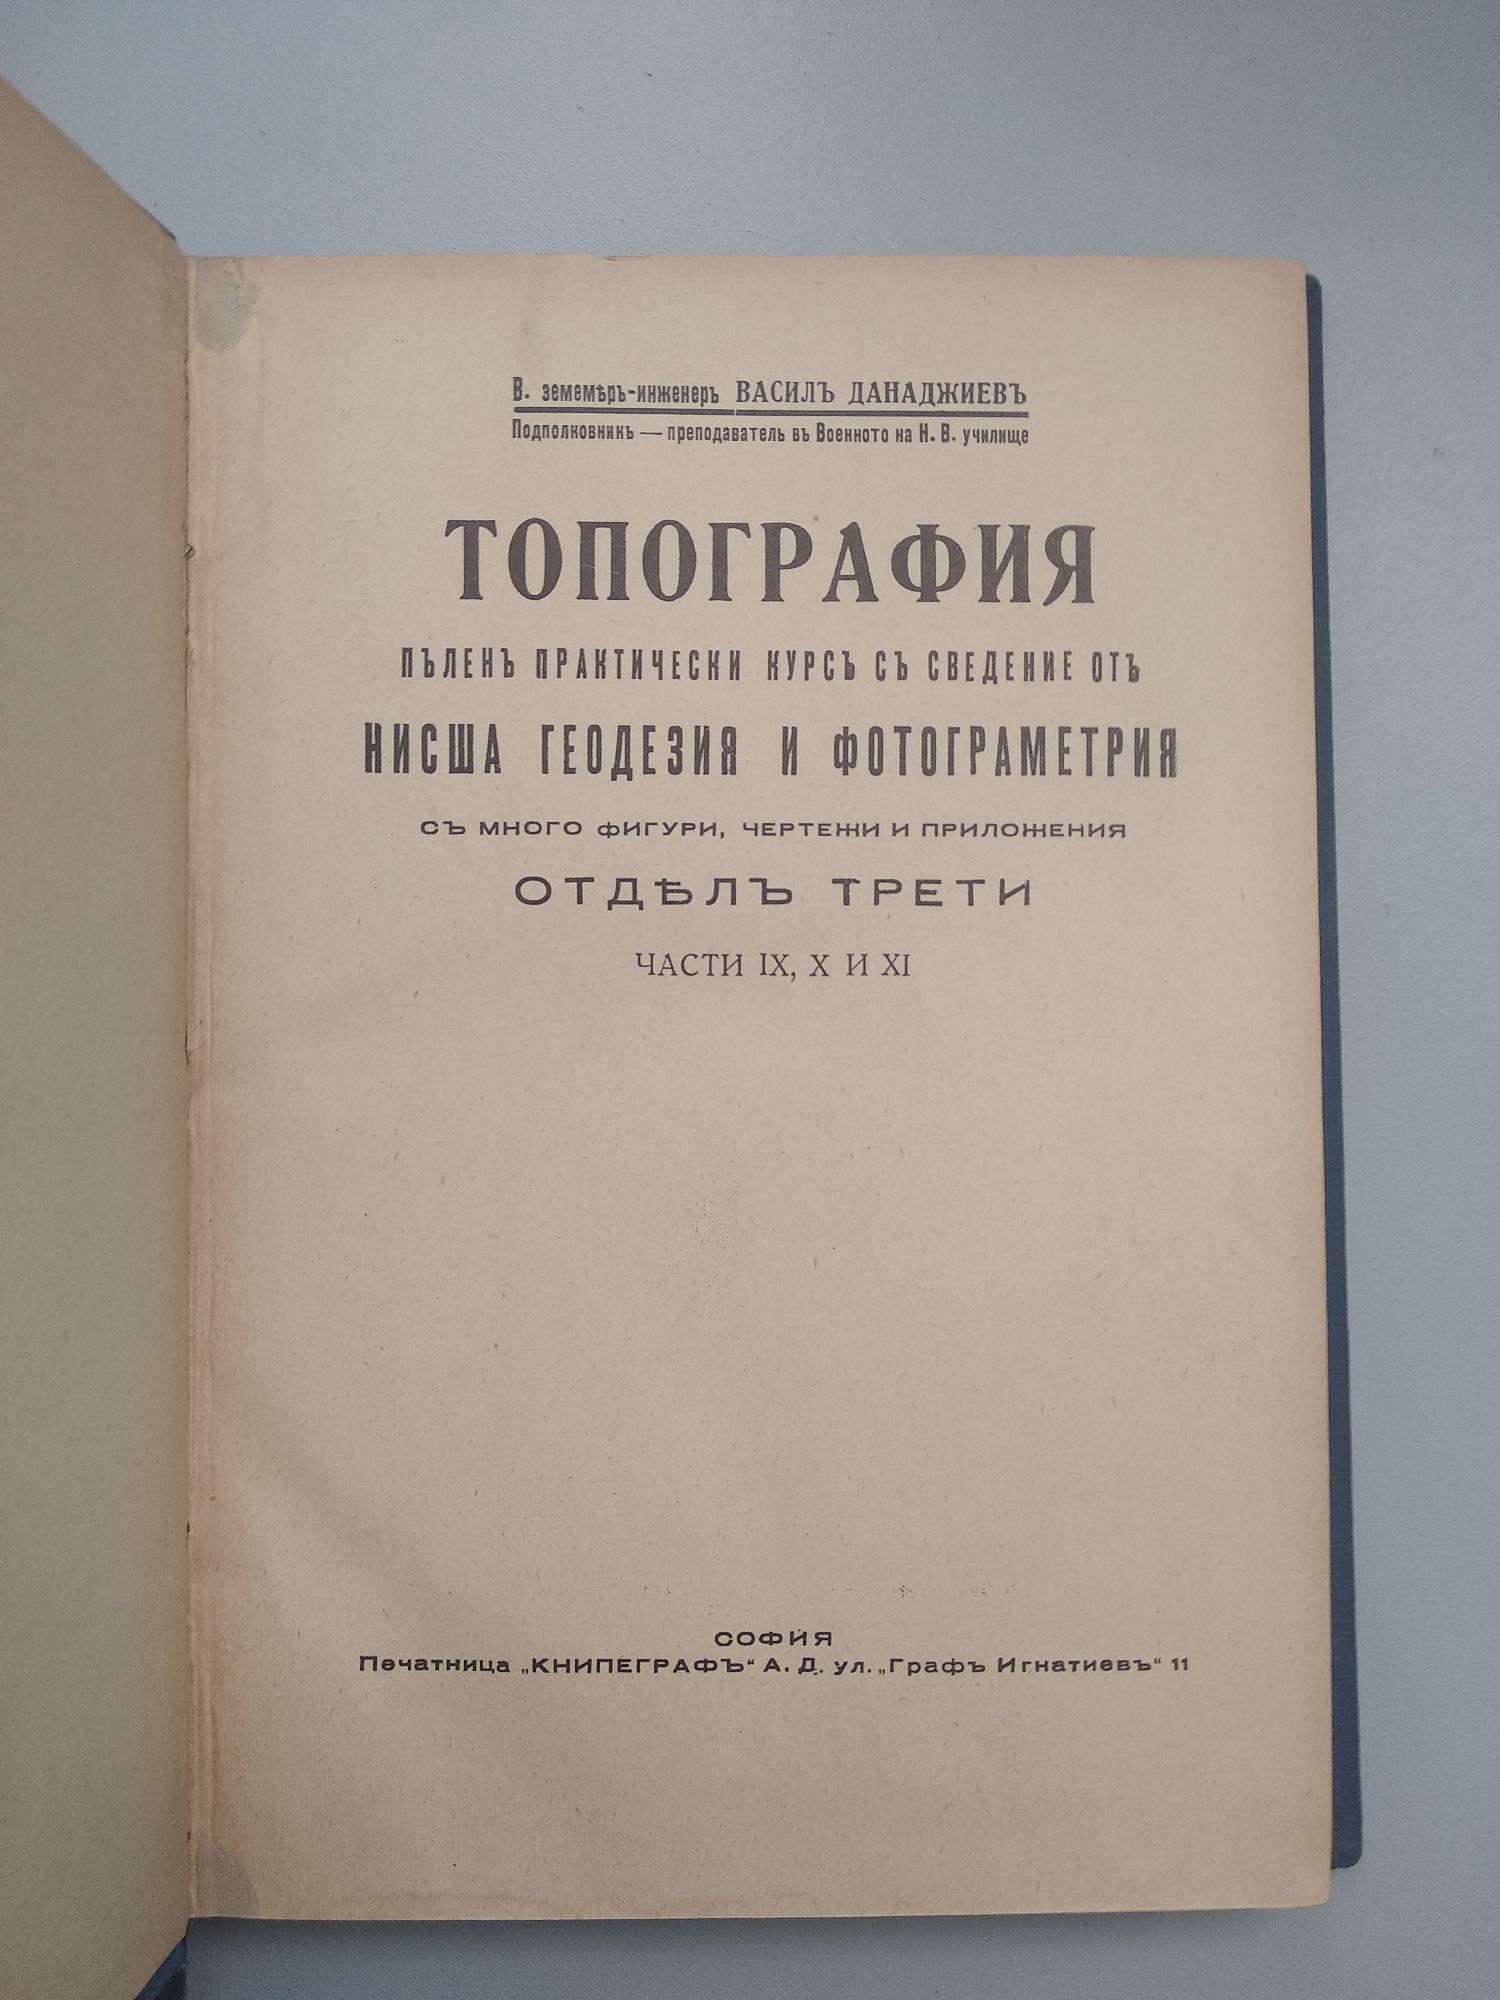 В. земемѣръ-инженеръ ВАСИЛЪ ДАНАДЖИЕВЪ
Подполковникъ — преподаватель въ Военното на Н. В. училище
ТОПОГРАФИЯ
ПЪЛЕНЪ ПРАКТИЧЕСКИ КУРСЪ СЪ СВЕДЕНИЕ ОТЪ
НИСША ГЕОДЕЗИЯ И ФОТОГРАМЕТРИЯ
СЪ МНОГО ФИГУРИ, ЧЕРТЕЖИ И ПРИЛОЖЕНИЯ
ОТДѢЛЪ ТРЕТИ
ЧАСТИ IX, X И XI
СОФИЯ
Печатница „КНИПЕГРАФЪ“ А. Д. ул. „Графъ Игнатиевъ“ 11